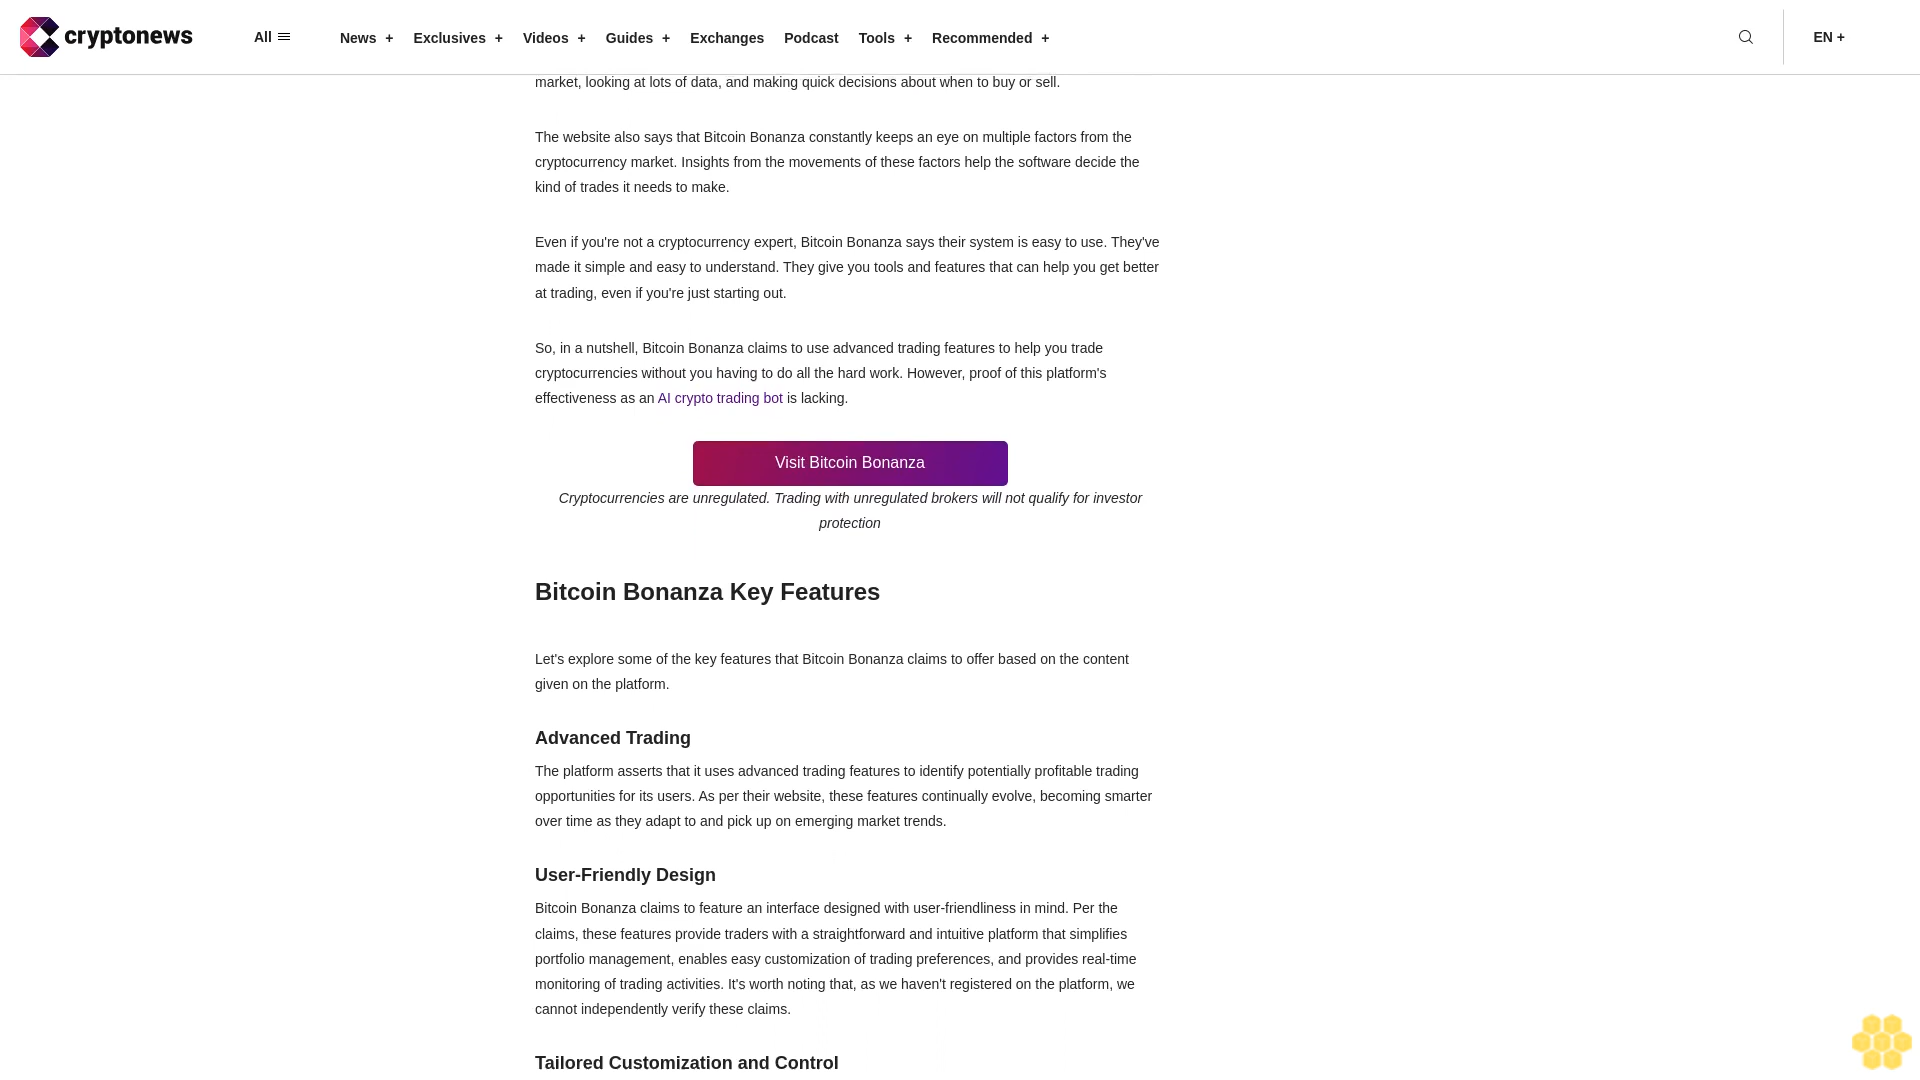 cryptonews
All
News +
Exclusives +
Videos +
Guides +
Exchanges
Podcast
Tools +
Recommended +
EN +
market, looking at lots of data, and making quick decisions about when to buy or sell.
The website also says that Bitcoin Bonanza constantly keeps an eye on multiple factors from the
cryptocurrency market. Insights from the movements of these factors help the software decide the
kind of trades it needs to make.
Even if you're not a cryptocurrency expert, Bitcoin Bonanza says their system is easy to use. They've
made it simple and easy to understand. They give you tools and features that can help you get better
at trading, even if you're just starting out.
So, in a nutshell, Bitcoin Bonanza claims to use advanced trading features to help you trade
cryptocurrencies without you having to do all the hard work. However, proof of this platform's
effectiveness as an AI crypto trading bot is lacking.
Visit Bitcoin Bonanza
Cryptocurrencies are unregulated. Trading with unregulated brokers will not qualify for investor
protection
Bitcoin Bonanza Key Features
Let's explore some of the key features that Bitcoin Bonanza claims to offer based on the content
given on the platform.
Advanced Trading
The platform asserts that it uses advanced trading features to identify potentially profitable trading
opportunities for its users. As per their website, these features continually evolve, becoming smarter
over time as they adapt to and pick up on emerging market trends.
User-Friendly Design
Bitcoin Bonanza claims to feature an interface designed with user-friendliness in mind. Per the
claims, these features provide traders with a straightforward and intuitive platform that simplifies
portfolio management, enables easy customization of trading preferences, and provides real-time
monitoring of trading activities. It's worth noting that, as we haven't registered on the platform, we
cannot independently verify these claims.
Tailored Customization and Control